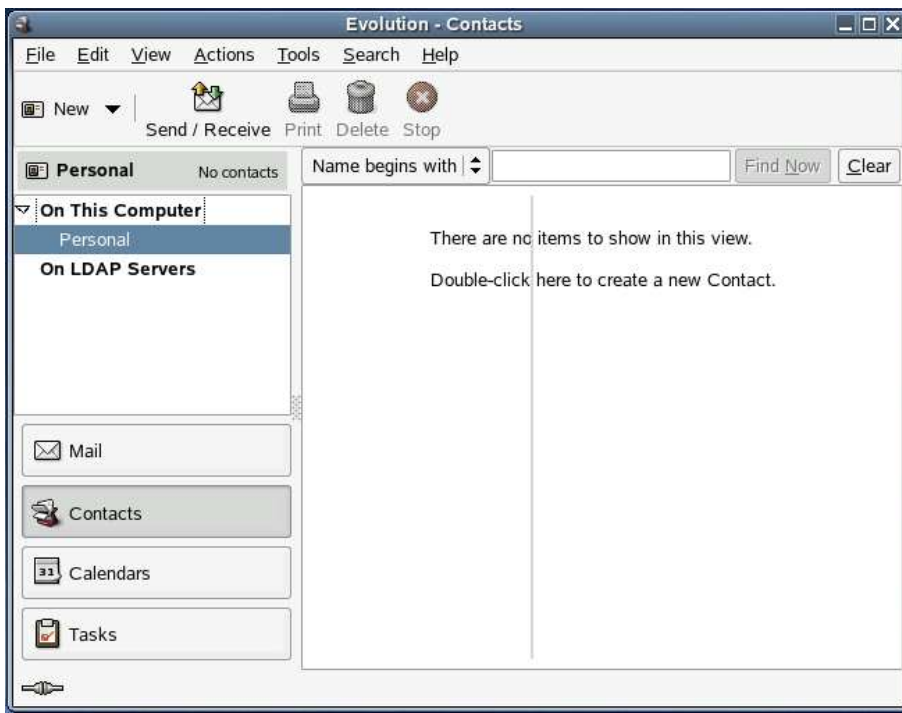 Evolution - Contacts
File Edit View Actions Tools Search Help
New Send / Receive Print Delete Stop
Personal No contacts Name begins with Find Now Clear
On This Computer
Personal
On LDAP Servers
There are no items to show in this view.
Double-click here to create a new Contact.
Mail
Contacts
31 Calendars
Tasks